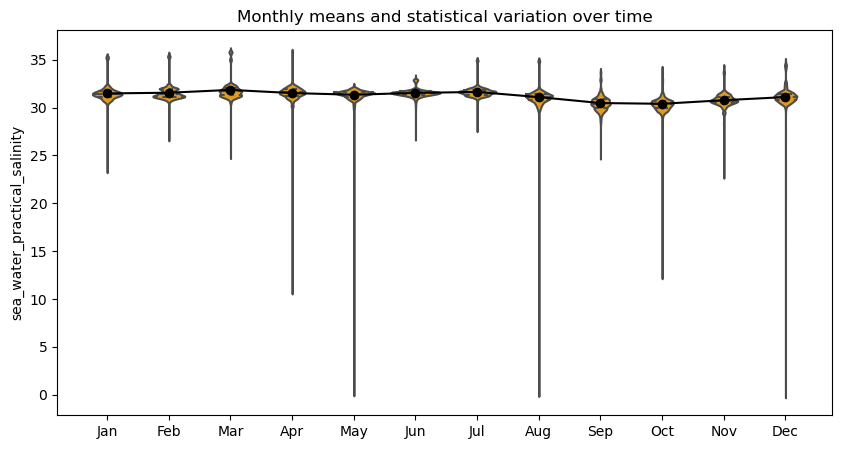 Monthly means and statistical variation over time
sea_water_practical_salinity
35
30
25
20
15
10
5
0
Jan Feb Mar Apr May Jun Jul Aug Sep Oct Nov Dec